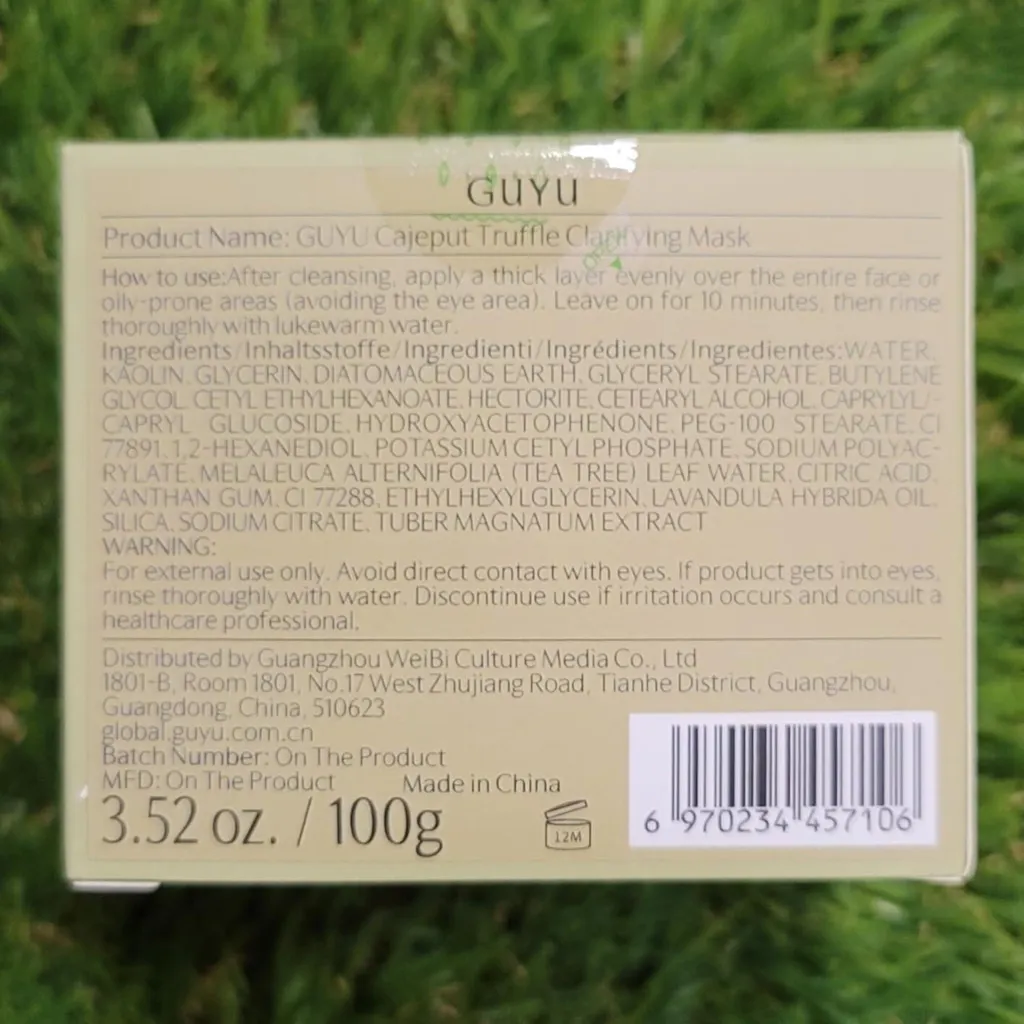 GUYU
Product Name: GUYU Cajeput Truffle Clarifying Mask
How to use:After cleansing, apply a thick layer evenly over the entire face or
oily-prone areas (avoiding the eye area). Leave on for 10 minutes, then rinse
thoroughly with lukewarm water.
Ingredients/Inhaltsstoffe/Ingredienti/Ingrédients/Ingredientes:WATER,
KAOLIN, GLYCERIN, DIATOMACEOUS EARTH, GLYCERYL STEARATE, BUTYLENE
GLYCOL, CETYL ETHYLHEXANOATE, HECTORITE, CETEARYL ALCOHOL, CAPRYLYL/-
CAPRYL GLUCOSIDE, HYDROXYACETOPHENONE, PEG-100 STEARATE, CI
77891, 1,2-HEXANEDIOL, POTASSIUM CETYL PHOSPHATE, SODIUM POLYAC-
RYLATE, MELALEUCA ALTERNIFOLIA (TEA TREE) LEAF WATER, CITRIC ACID,
XANTHAN GUM, CI 77288, ETHYLHEXYLGLYCERIN, LAVANDULA HYBRIDA OIL,
SILICA, SODIUM CITRATE, TUBER MAGNATUM EXTRACT
WARNING:
For external use only. Avoid direct contact with eyes. If product gets into eyes,
rinse thoroughly with water. Discontinue use if irritation occurs and consult a
healthcare professional.
Distributed by Guangzhou WeiBi Culture Media Co., Ltd
1801-B, Room 1801, No.17 West Zhujiang Road, Tianhe District, Guangzhou,
Guangdong, China, 510623
global.guyu.com.cn
Batch Number: On The Product
MFD: On The Product Made in China
3.52 oz. / 100g
12M
6 970234 457106